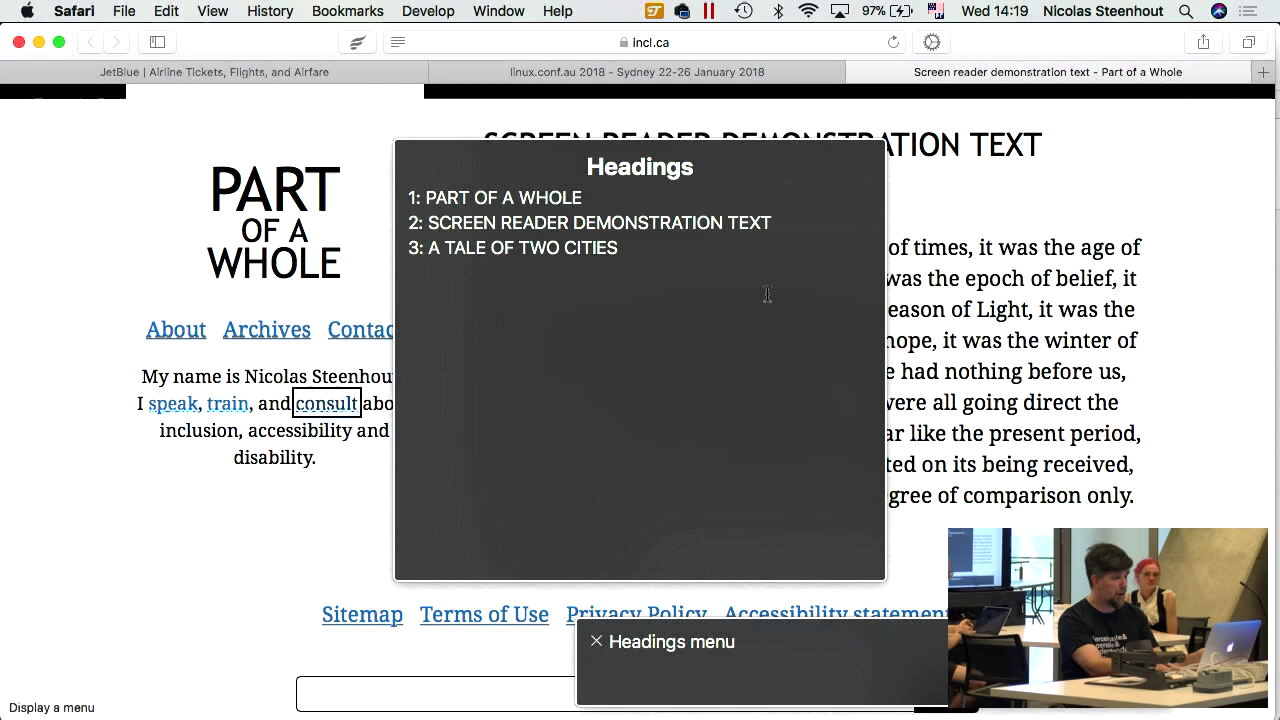 Safari File Edit View History Bookmarks Develop Window Help 97% Wed 14:19 Nicolas Steenhout
incl.ca
JetBlue | Airline Tickets, Flights, and Airfare
linux.conf.au 2018 - Sydney 22-26 January 2018
Screen reader demonstration text - Part of a Whole
PART
OF A
WHOLE
About Archives Contac
My name is Nicolas Steenhou
I speak, train, and consult abo
inclusion, accessibility and
disability.
SCREEN READER DEMONSTRATION TEXT
of times, it was the age of
was the epoch of belief, it
eason of Light, it was the
hope, it was the winter of
e had nothing before us,
were all going direct the
ar like the present period,
ted on its being received,
gree of comparison only.
Headings
1: PART OF A WHOLE
2: SCREEN READER DEMONSTRATION TEXT
3: A TALE OF TWO CITIES
Sitemap Terms of Use Privacy Policy Accessibility statement
Headings menu
Display a menu